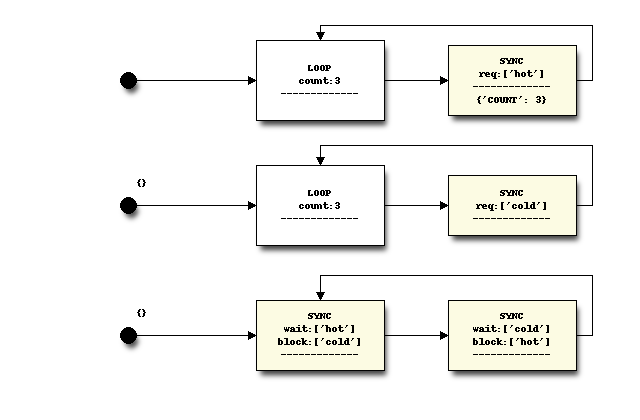 LOOP
count:3
-------------
SYNC
req:['hot']
-------------
{'COUNT': 3}
{}
LOOP
count:3
-------------
SYNC
req:['cold']
-------------
{}
SYNC
wait:['hot']
block:['cold']
-------------
SYNC
wait:['cold']
block:['hot']
-------------